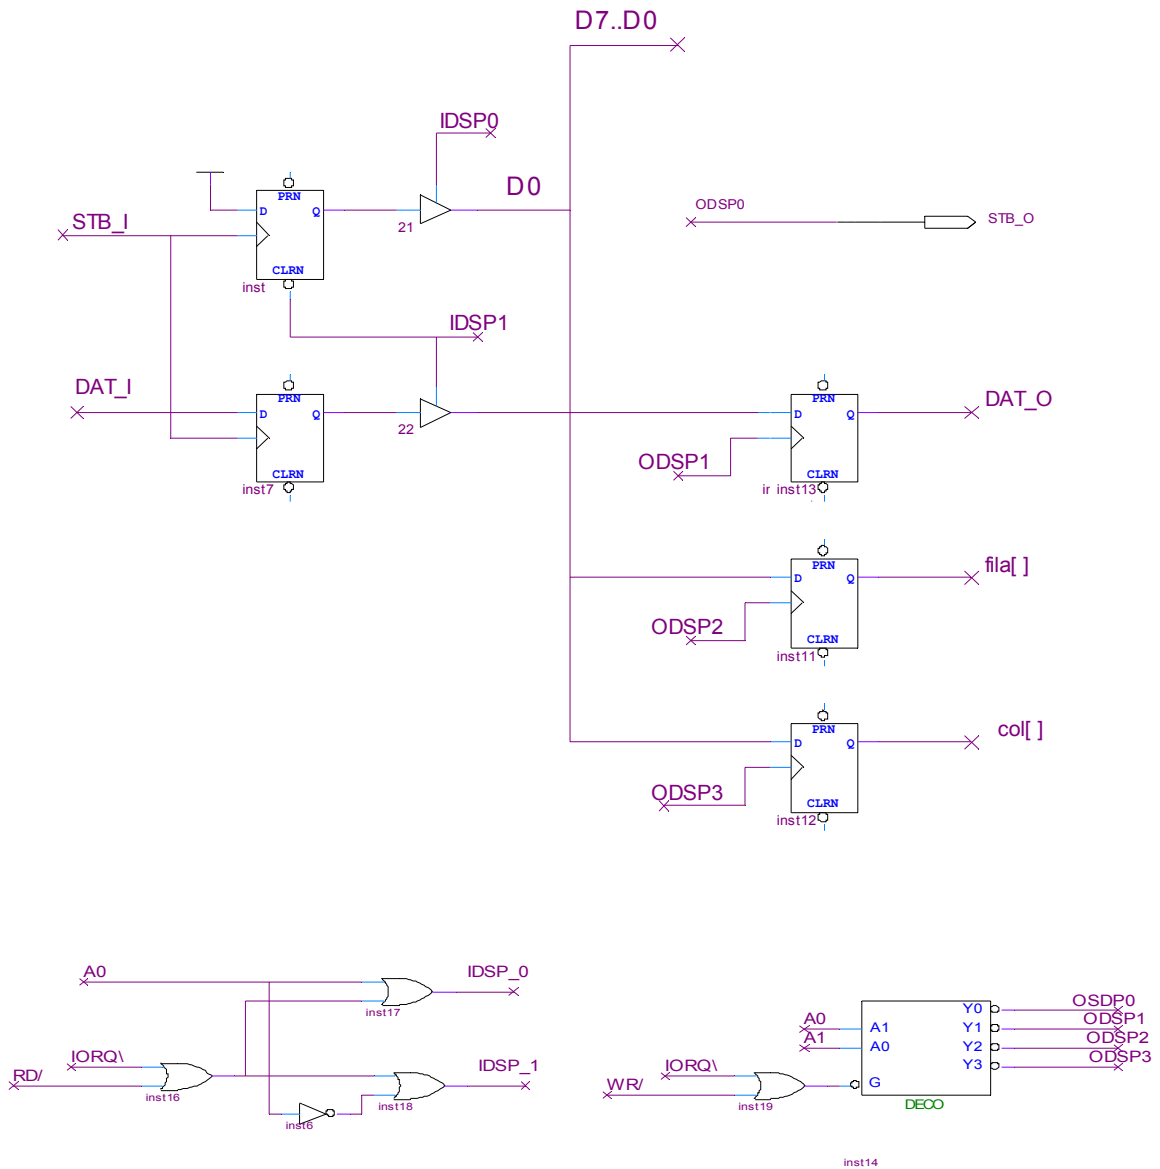 D7..D0
IDSP0
PRN
D Q
CLRN
inst
STB_I
21
D0
ODSP0
STB_O
IDSP1
DAT_I
PRN
D Q
CLRN
inst7
22
PRN
D Q
CLRN
ir inst13
ODSP1
DAT_O
PRN
D Q
CLRN
inst11
ODSP2
fila[ ]
PRN
D Q
CLRN
inst12
ODSP3
col[ ]
A0
IDSP_0
inst17
IORQ\
RD/
inst16
IDSP_1
inst18
inst6
A0
A1
A1
A0
G
Y0
Y1
Y2
Y3
OSDP0
ODSP1
ODSP2
ODSP3
IORQ\
WR/
inst19
DECO
inst14